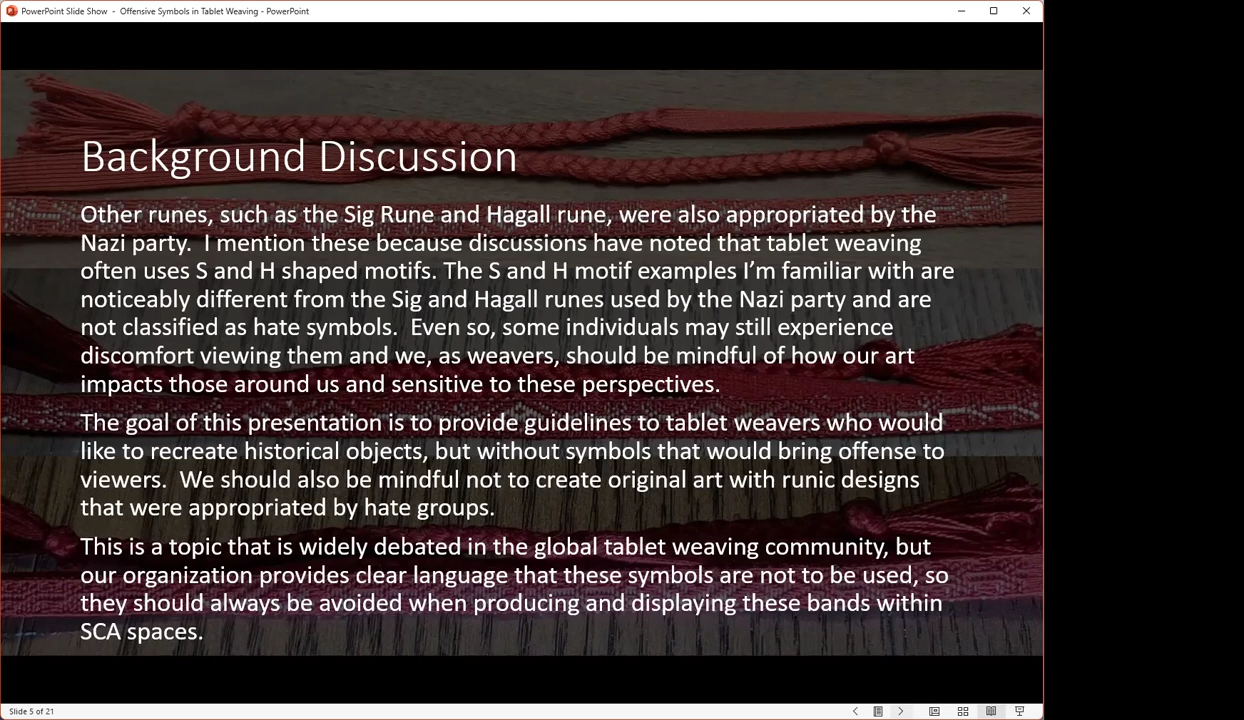 PowerPoint Slide Show - Offensive Symbols in Tablet Weaving - PowerPoint
Background Discussion
Other runes, such as the Sig Rune and Hagall rune, were also appropriated by the
Nazi party. I mention these because discussions have noted that tablet weaving
often uses S and H shaped motifs. The S and H motif examples I’m familiar with are
noticeably different from the Sig and Hagall runes used by the Nazi party and are
not classified as hate symbols. Even so, some individuals may still experience
discomfort viewing them and we, as weavers, should be mindful of how our art
impacts those around us and sensitive to these perspectives.
The goal of this presentation is to provide guidelines to tablet weavers who would
like to recreate historical objects, but without symbols that would bring offense to
viewers. We should also be mindful not to create original art with runic designs
that were appropriated by hate groups.
This is a topic that is widely debated in the global tablet weaving community, but
our organization provides clear language that these symbols are not to be used, so
they should always be avoided when producing and displaying these bands within
SCA spaces.
Slide 5 of 21